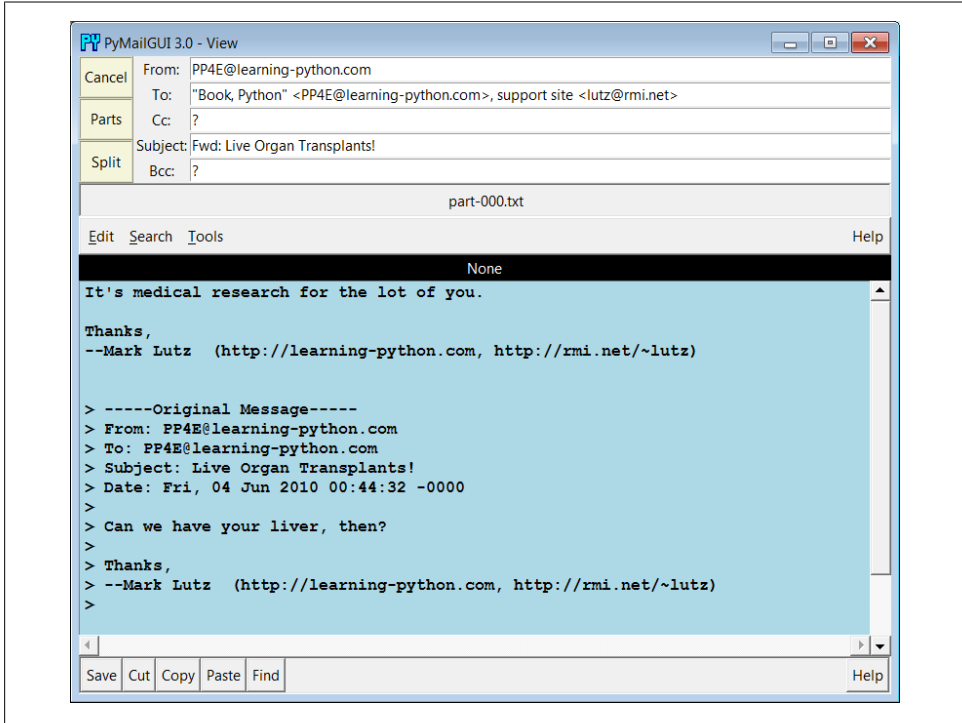 PY PyMailGUI 3.0 - View
Cancel
From: PP4E@learning-python.com
To: "Book, Python" <PP4E@learning-python.com>, support site <lutz@rmi.net>
Parts
Cc: ?
Subject: Fwd: Live Organ Transplants!
Split
Bcc: ?
part-000.txt
Edit Search Tools Help
None
It's medical research for the lot of you.
Thanks,
--Mark Lutz  (http://learning-python.com, http://rmi.net/~lutz)
> -----Original Message-----
> From: PP4E@learning-python.com
> To: PP4E@learning-python.com
> Subject: Live Organ Transplants!
> Date: Fri, 04 Jun 2010 00:44:32 -0000
>
> Can we have your liver, then?
>
> Thanks,
> --Mark Lutz  (http://learning-python.com, http://rmi.net/~lutz)
>
Save Cut Copy Paste Find Help